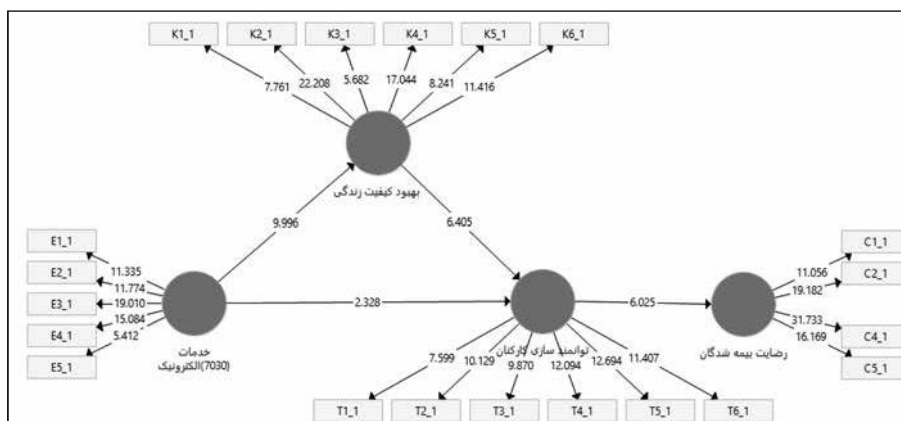 K1_1 K2_1 K3_1 K4_1 K5_1 K6_1
7.761 22.208 5.682 17.044 8.241 11.416
بهبود کیفیت زندگی
9.996 6.405
E1_1
E2_1
E3_1
E4_1
E5_1
11.335
11.774
19.010
15.084
5.412
خدمات
الکترونیک(7030)
2.328
توانمند سازی کارکنان
6.025
7.599 10.129 9.870 12.094 12.694 11.407
T1_1 T2_1 T3_1 T4_1 T5_1 T6_1
رضایت بیمه شدگان
11.056
19.182
31.733
16.169
C1_1
C2_1
C4_1
C5_1